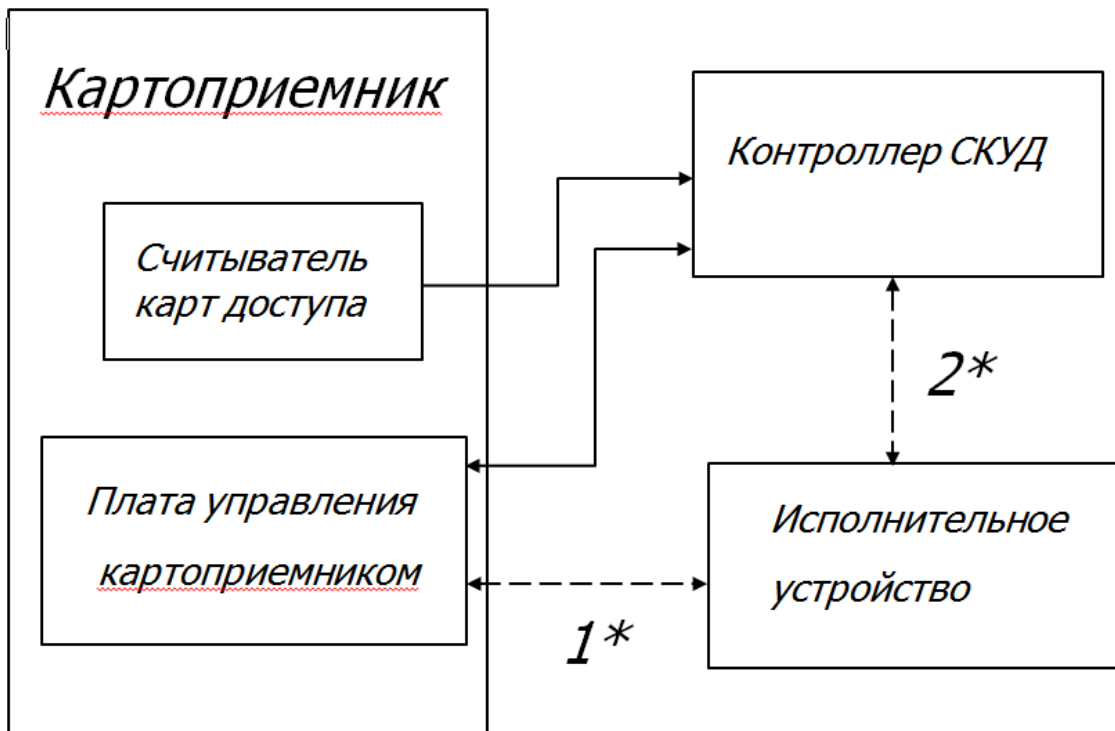 Картоприемник
Контроллер СКУД
Считыватель
карт доступа
2*
Плата управления
картоприемником
Исполнительное
устройство
1*